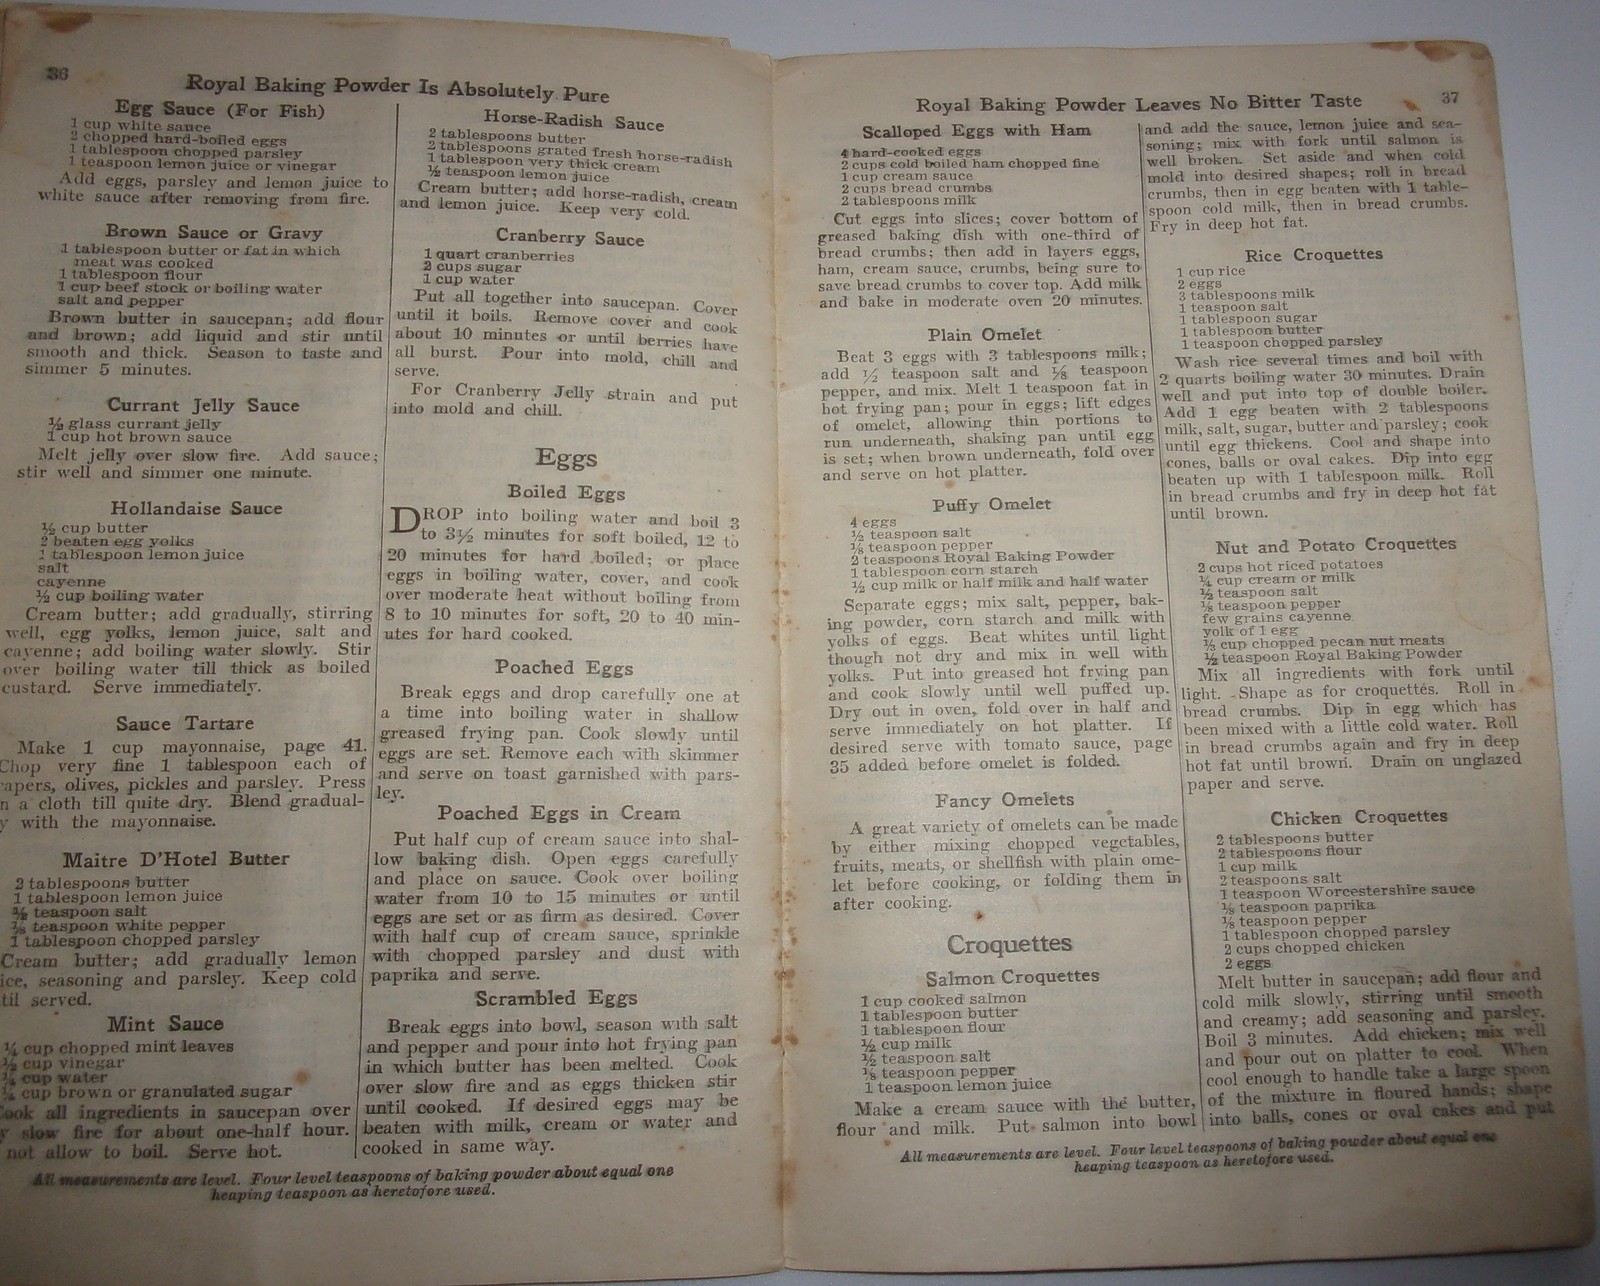 36
Royal Baking Powder Is Absolutely Pure
Egg Sauce (For Fish)
1 cup white sauce
2 chopped hard-boiled eggs
1 tablespoon chopped parsley
1 teaspoon lemon juice or vinegar
Add eggs, parsley and lemon juice to
white sauce after removing from fire.
Brown Sauce or Gravy
1 tablespoon butter or fat in which
meat was cooked
1 tablespoon flour
1 cup beef stock or boiling water
salt and pepper
Brown butter in saucepan; add flour
and brown; add liquid and stir until
smooth and thick. Season to taste and
simmer 5 minutes.
Currant Jelly Sauce
glass currant jelly
1 cup hot brown sauce
Melt jelly over slow fire. Add sauce;
stir well and simmer one minute.
Hollandaise Sauce
½ cup butter
2 beaten egg yolks
1 tablespoon lemon juice
salt
cayenne
½ cup boiling water
Cream butter; add gradually, stirring
well, egg yolks, lemon juice, salt and
cayenne; add boiling water slowly. Stir
over boiling water till thick as boiled
custard. Serve immediately.
Sauce Tartare
Make 1 cup mayonnaise, page 41.
Chop very fine 1 tablespoon each of
apers, olives, pickles and parsley. Press
n a cloth till quite dry. Blend gradual-
y with the mayonnaise.
Maitre D'Hotel Butter
2 tablespoons butter
1 tablespoon lemon juice
teaspoon salt
⅛ teaspoon white pepper
1 tablespoon chopped parsley
Cream butter; add gradually lemon
ice, seasoning and parsley. Keep cold
til served.
Mint Sauce
¼ cup chopped mint leaves
cup vinegar
¼ cup water
cup brown or granulated sugar
Cook all ingredients in saucepan over
y slow fire for about one-half hour.
not allow to boil. Serve hot.
Horse-Radish Sauce
2 tablespoons butter
2 tablespoons grated fresh horse-radish
1 tablespoon very thick cream
½ teaspoon lemon juice
Cream butter; add horse-radish, cream
and lemon juice. Keep very cold.
Cranberry Sauce
1 quart cranberries
2 cups sugar
1 cup water
Put all together into saucepan. Cover
until it boils. Remove cover and cook
about 10 minutes or until berries have
all burst. Pour into mold, chill and
serve.
For Cranberry Jelly strain and put
into mold and chill.
Eggs
Boiled Eggs
DROP into boiling water and boil 3
to 3½ minutes for soft boiled, 12 to
20 minutes for hard boiled; or place
eggs in boiling water, cover, and cook
over moderate heat without boiling from
8 to 10 minutes for soft, 20 to 40 min-
utes for hard cooked.
Poached Eggs
Break eggs and drop carefully one at
a time into boiling water in shallow
greased frying pan. Cook slowly until
eggs are set. Remove each with skimmer
and serve on toast garnished with pars-
ley.
Poached Eggs in Cream
Put half cup of cream sauce into shal-
low baking dish. Open eggs carefully
and place on sauce. Cook over boiling
water from 10 to 15 minutes or until
eggs are set or as firm as desired. Cover
with half cup of cream sauce, sprinkle
with chopped parsley and dust with
paprika and serve.
Scrambled Eggs
Break eggs into bowl, season with salt
and pepper and pour into hot frying pan
in which butter has been melted. Cook
over slow fire and as eggs thicken stir
until cooked. If desired eggs may be
beaten with milk, cream or water and
cooked in same way.
All measurements are level. Four level teaspoons of baking powder about equal one
heaping teaspoon as heretofore used.
Royal Baking Powder Leaves No Bitter Taste
37
Scalloped Eggs with Ham
4 hard-cooked eggs
2 cups cold boiled ham chopped fine
1 cup cream sauce
2 cups bread crumbs
2 tablespoons milk
Cut eggs into slices; cover bottom of
greased baking dish with one-third of
bread crumbs; then add in layers eggs,
ham, cream sauce, crumbs, being sure to
save bread crumbs to cover top. Add milk
and bake in moderate oven 20 minutes.
Plain Omelet
Beat 3 eggs with 3 tablespoons milk;
add ½ teaspoon salt and ⅛ teaspoon
pepper, and mix. Melt 1 teaspoon fat in
hot frying pan; pour in eggs; lift edges
of omelet, allowing thin portions to
run underneath, shaking pan until egg
is set; when brown underneath, fold over
and serve on hot platter.
Puffy Omelet
4 eggs
½ teaspoon salt
⅛ teaspoon pepper
2 teaspoons Royal Baking Powder
1 tablespoon corn starch
½ cup milk or half milk and half water
Separate eggs; mix salt, pepper, bak-
ing powder, corn starch and milk with
yolks of eggs. Beat whites until light
though not dry and mix in well with
yolks. Put into greased hot frying pan
and cook slowly until well puffed up.
Dry out in oven, fold over in half and
serve immediately on hot platter. If
desired serve with tomato sauce, page
35 added before omelet is folded.
Fancy Omelets
A great variety of omelets can be made
by either mixing chopped vegetables,
fruits, meats, or shellfish with plain ome-
let before cooking, or folding them in
after cooking.
Croquettes
Salmon Croquettes
1 cup cooked salmon
1 tablespoon butter
1 tablespoon flour
½ cup milk
½ teaspoon salt
⅛ teaspoon pepper
1 teaspoon lemon juice
Make a cream sauce with the butter,
flour and milk. Put salmon into bowl
and add the sauce, lemon juice and sea-
soning; mix with fork until salmon is
well broken. Set aside and when cold
mold into desired shapes; roll in bread
crumbs, then in egg beaten with 1 table-
spoon cold milk, then in bread crumbs.
Fry in deep hot fat.
Rice Croquettes
1 cup rice
2 eggs
3 tablespoons milk
1 teaspoon salt
1 tablespoon sugar
1 tablespoon butter
1 teaspoon chopped parsley
Wash rice several times and boil with
2 quarts boiling water 30 minutes. Drain
well and put into top of double boiler.
Add 1 egg beaten with 2 tablespoons
milk, salt, sugar, butter and parsley; cook
until egg thickens. Cool and shape into
cones, balls or oval cakes. Dip into egg
beaten up with 1 tablespoon milk. Roll
in bread crumbs and fry in deep hot fat
until brown.
Nut and Potato Croquettes
2 cups hot riced potatoes
¼ cup cream or milk
½ teaspoon salt
⅛ teaspoon pepper
few grains cayenne
yolk of 1 egg
cup chopped pecan nut meats
½ teaspoon Royal Baking Powder
Mix all ingredients with fork until
light. Shape as for croquettes. Roll in
bread crumbs. Dip in egg which has
been mixed with a little cold water. Roll
in bread crumbs again and fry in deep
hot fat until brown. Drain on unglazed
paper and serve.
Chicken Croquettes
2 tablespoons butter
2 tablespoons flour
1 cup milk
2 teaspoons salt
1 teaspoon Worcestershire sauce
⅛ teaspoon paprika
⅛ teaspoon pepper
1 tablespoon chopped parsley
2 cups chopped chicken
2 eggs
Melt butter in saucepan; add flour and
cold milk slowly, stirring until smooth
and creamy; add seasoning and parsley.
Boil 3 minutes. Add chicken; mix well
and pour out on platter to cool. When
cool enough to handle take a large spoon
of the mixture in floured hands; shape
into balls, cones or oval cakes and put
All measurements are level. Four level teaspoons of baking powder about equal one
heaping teaspoon as heretofore used.